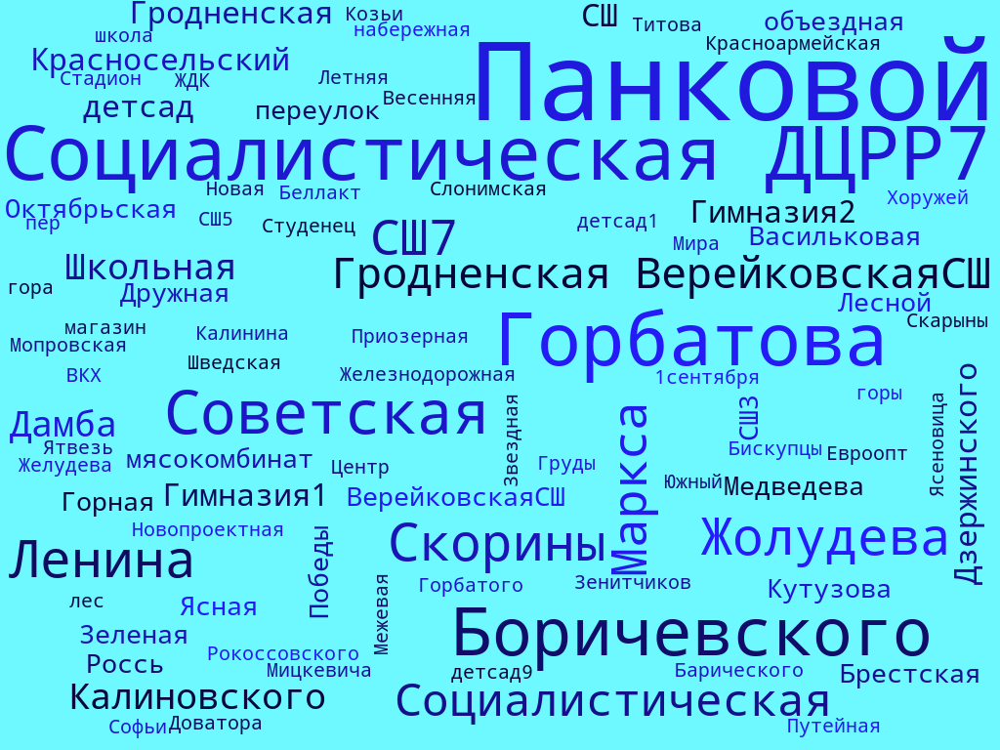 Гродненская
Козьи
СШ
Титова
объездная
школа
набережная
Красноармейская
Красносельский
Панковой
Стадион
ЖДК
Летняя
Весенняя
детсад
переулок
Социалистическая
ДЦРР7
Новая
Беллакт
Слонимская
Хоружей
Октябрьская
пер
СШ5
Студенец
СШ7
детсад1
Гимназия2
Мира
Васильковая
Школьная
Гродненская
ВерейковскаяСШ
гора
Дружная
Лесной
Скарыны
магазин
Мопровская
Калинина
Приозерная
Горбатова
Шведская
ВКХ
Железнодорожная
1сентября
горы
Советская
Звездная
Маркса
СШ3
Ясеновица
Дзержинского
Дамба
Ятвезь
Желудева
мясокомбинат
Центр
Груды
Бискупцы
Евроопт
Южный
Медведева
Горная
Гимназия1
ВерейковскаяСШ
Новопроектная
Победы
Скорины
Жолудева
Ленина
Межевая
Горбатого
Зенитчиков
Кутузова
лес
Ясная
Зеленая
Боричевского
Рокоссовского
Россь
Мицкевича
детсад9
Барического
Брестская
Калиновского
Социалистическая
Софьи
Доватора
Путейная